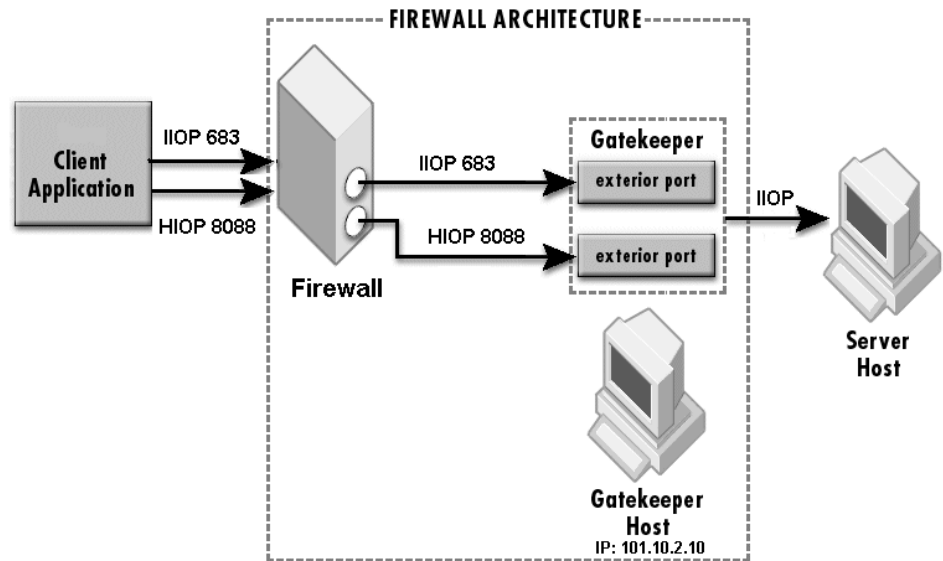 FIREWALL ARCHITECTURE
Client
Application
IIOP 683
HIOP 8088
Firewall
IIOP 683
HIOP 8088
Gatekeeper
exterior port
exterior port
IIOP
Server
Host
Gatekeeper
Host
IP: 101.10.2.10